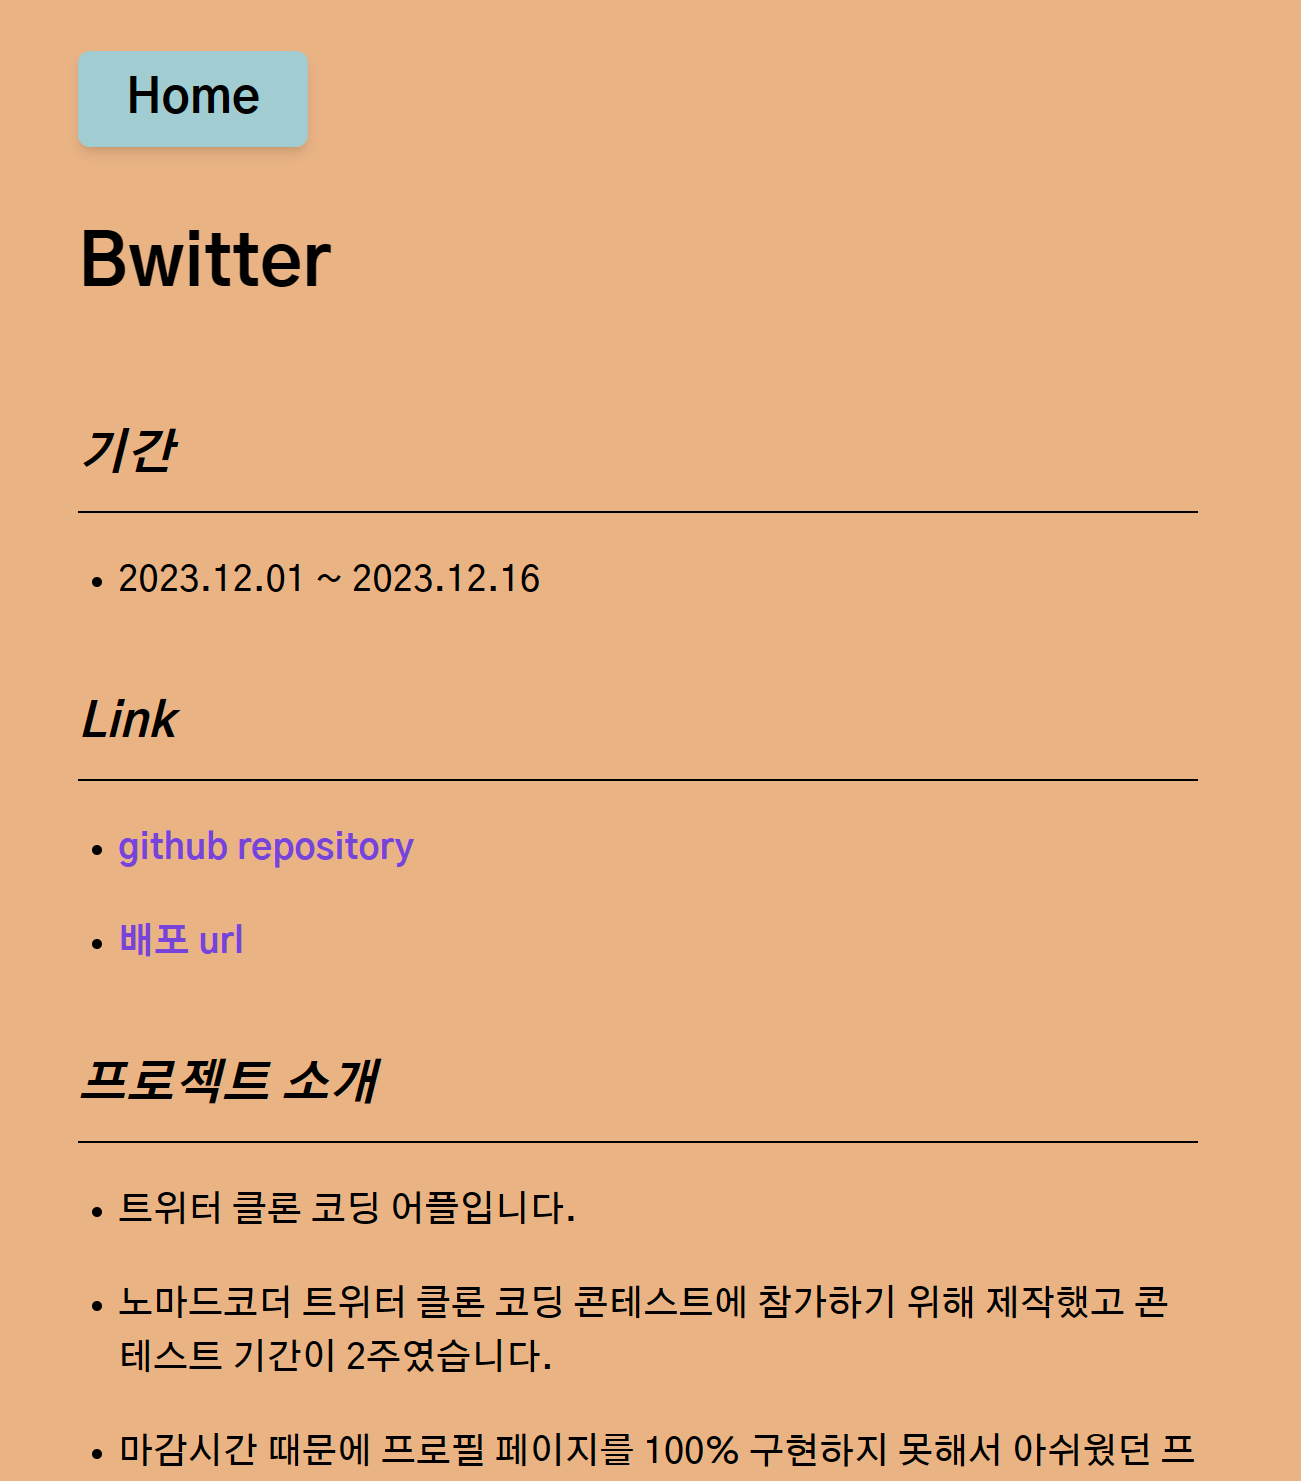 Home
Bwitter
기간
2023.12.01 ~ 2023.12.16
Link
github repository
배포 url
프로젝트 소개
트위터 클론 코딩 어플입니다.
노마드코더 트위터 클론 코딩 콘테스트에 참가하기 위해 제작했고 콘
테스트 기간이 2주였습니다.
마감시간 때문에 프로필 페이지를 100% 구현하지 못해서 아쉬웠던 프